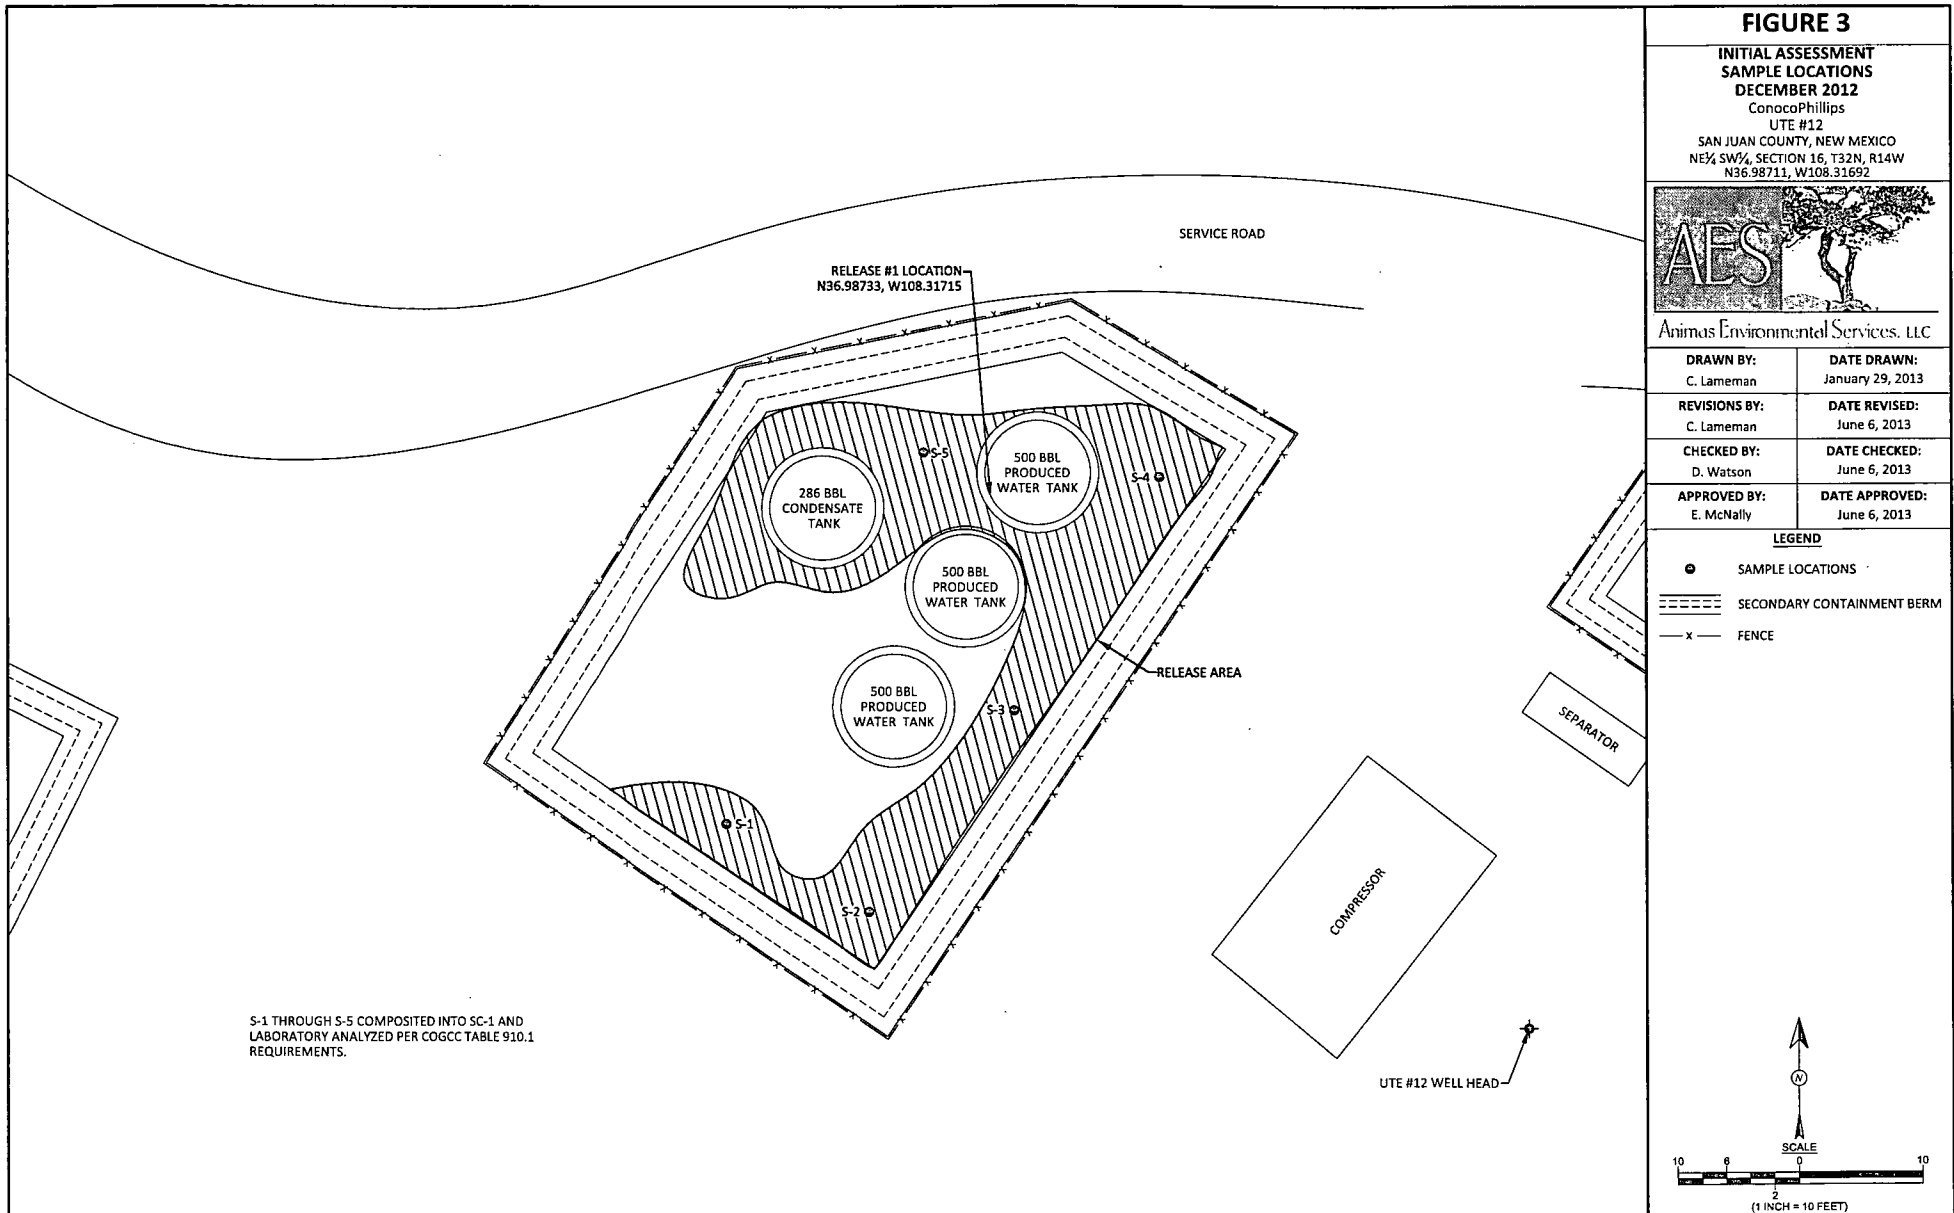 FIGURE 3
INITIAL ASSESSMENT
SAMPLE LOCATIONS
DECEMBER 2012
ConocoPhillips
UTE #12
SAN JUAN COUNTY, NEW MEXICO
NE¼ SW¼, SECTION 16, T32N, R14W
N36.98711, W108.31692
AES
Animas Environmental Services, LLC
DRAWN BY:
C. Lameman
DATE DRAWN:
January 29, 2013
REVISIONS BY:
C. Lameman
DATE REVISED:
June 6, 2013
CHECKED BY:
D. Watson
DATE CHECKED:
June 6, 2013
APPROVED BY:
E. McNally
DATE APPROVED:
June 6, 2013
LEGEND
SAMPLE LOCATIONS
SECONDARY CONTAINMENT BERM
x FENCE
SERVICE ROAD
RELEASE #1 LOCATION
N36.98733, W108.31715
S-5
500 BBL
PRODUCED
WATER TANK
S-4
286 BBL
CONDENSATE
TANK
500 BBL
PRODUCED
WATER TANK
RELEASE AREA
500 BBL
PRODUCED
WATER TANK
S-3
SEPARATOR
S-1
S-2
COMPRESSOR
S-1 THROUGH S-5 COMPOSITED INTO SC-1 AND
LABORATORY ANALYZED PER COGCC TABLE 910.1
REQUIREMENTS.
UTE #12 WELL HEAD
N
SCALE
10 6 0 10
2
(1 INCH = 10 FEET)